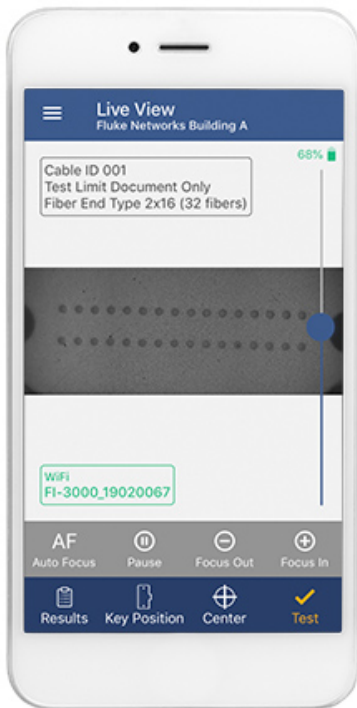 Live View
Fluke Networks Building A
68%
Cable ID 001
Test Limit Document Only
Fiber End Type 2x16 (32 fibers)
WiFi
FI-3000_19020067
AF
Auto Focus
Pause
Focus Out
Focus In
Results
Key Position
Center
Test